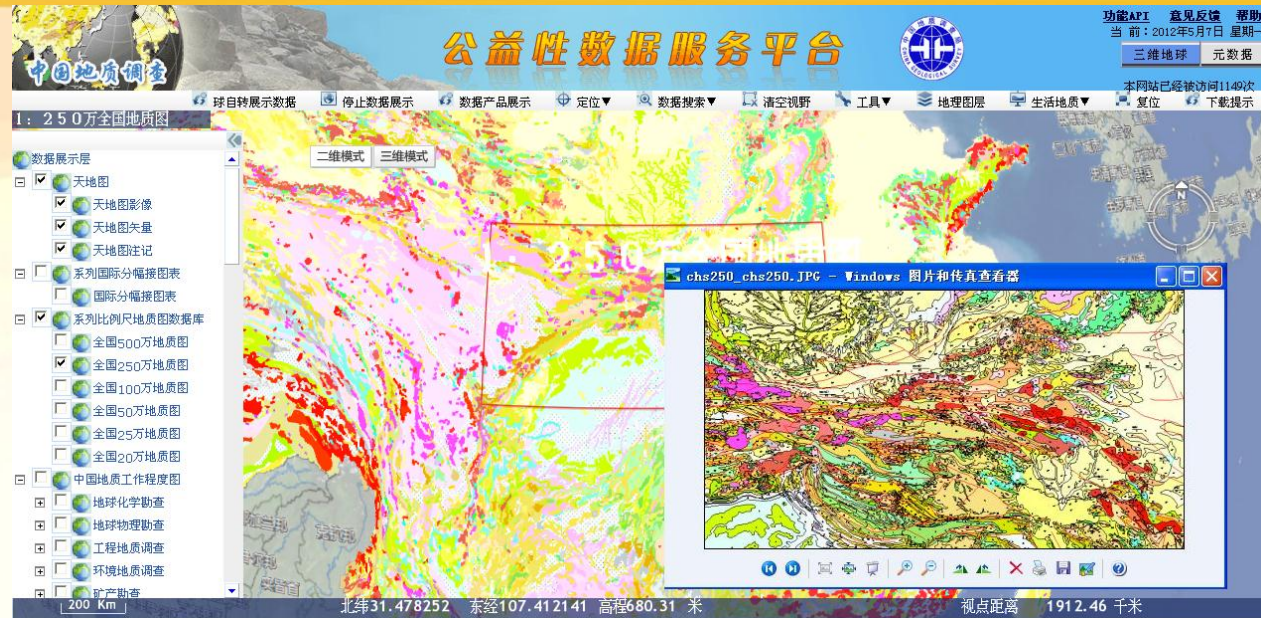 功能API 意见反馈 帮助
当 前：2012年5月7日 星期一
中国地质调查
公益性数据服务平台
CHINA GEOLOGICAL SURVEY
三维地球 元数据
本网站已经被访问1149次
球自转展示数据 停止数据展示 数据产品展示 定位▼ 数据搜索▼ 清空视野 工具▼ 地理图层 生活地质▼ 复位 下载提示
1：250万全国地质图
二维模式 三维模式
数据展示层
天地图
天地图影像
天地图矢量
天地图注记
系列国际分幅接图表
国际分幅接图表
系列比例尺地质图数据库
全国500万地质图
全国250万地质图
全国100万地质图
全国50万地质图
全国25万地质图
全国20万地质图
中国地质工作程度图
地球化学勘查
地球物理勘查
工程地质调查
环境地质调查
矿产勘查
1：250万全国地质图
N
chs250_chs250.JPG - Windows 图片和传真查看器
200 Km 北纬31.478252 东经107.412141 高程680.31 米 视点距离 1912.46 千米